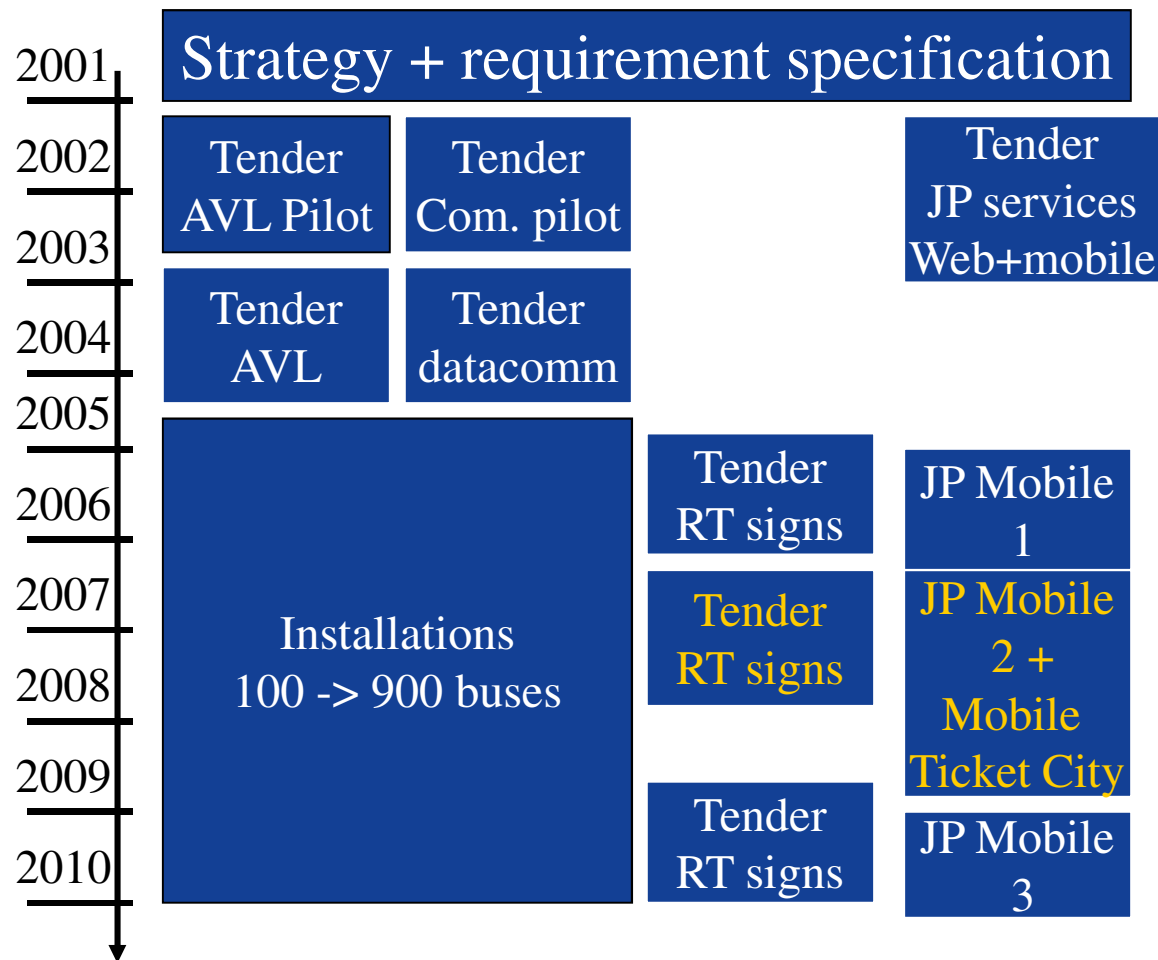 2001
Strategy + requirement specification
2002
Tender
AVL Pilot
Tender
Com. pilot
Tender
JP services
Web+mobile
2003
Tender
AVL
Tender
datacomm
2004
2005
Installations
100 -> 900 buses
Tender
RT signs
JP Mobile
1
2006
2007
Tender
RT signs
JP Mobile
2 +
Mobile
Ticket City
2008
2009
Tender
RT signs
JP Mobile
3
2010